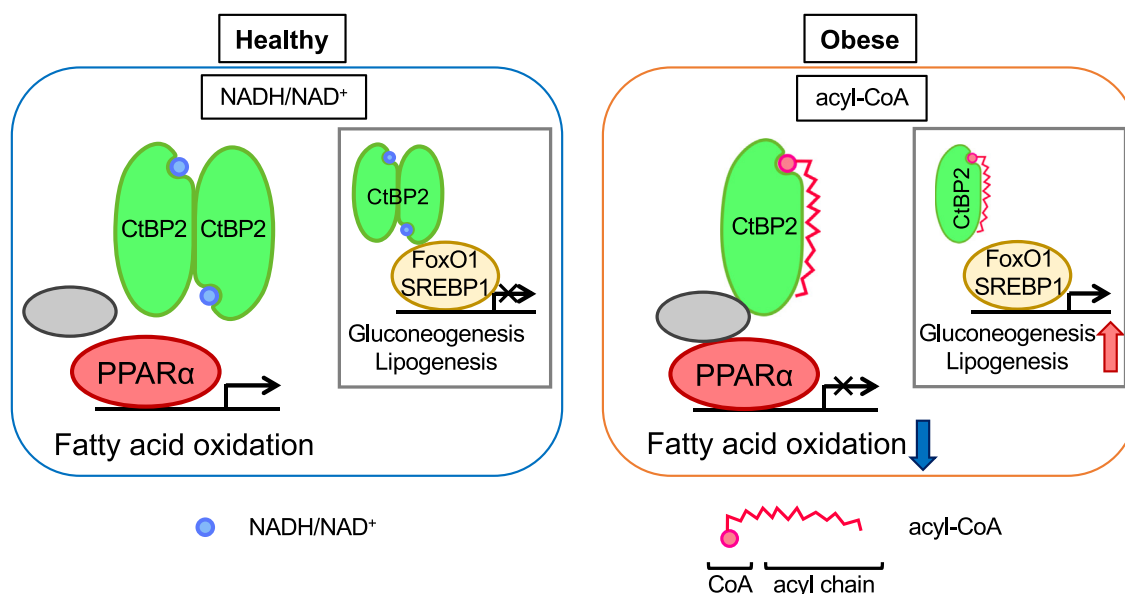 Healthy
NADH/NAD⁺
CtBP2
CtBP2
PPARα
Fatty acid oxidation
CtBP2
FoxO1
SREBP1
Gluconeogenesis
Lipogenesis
NADH/NAD⁺
Obese
acyl-CoA
CtBP2
PPARα
Fatty acid oxidation
CtBP2
FoxO1
SREBP1
Gluconeogenesis
Lipogenesis
acyl-CoA
CoA
acyl chain